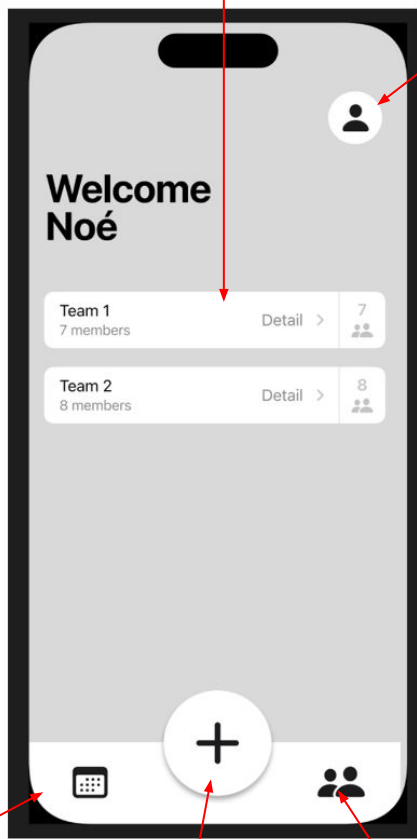 Welcome
Noé
Team 1
7 members
Detail
7
Team 2
8 members
Detail
8